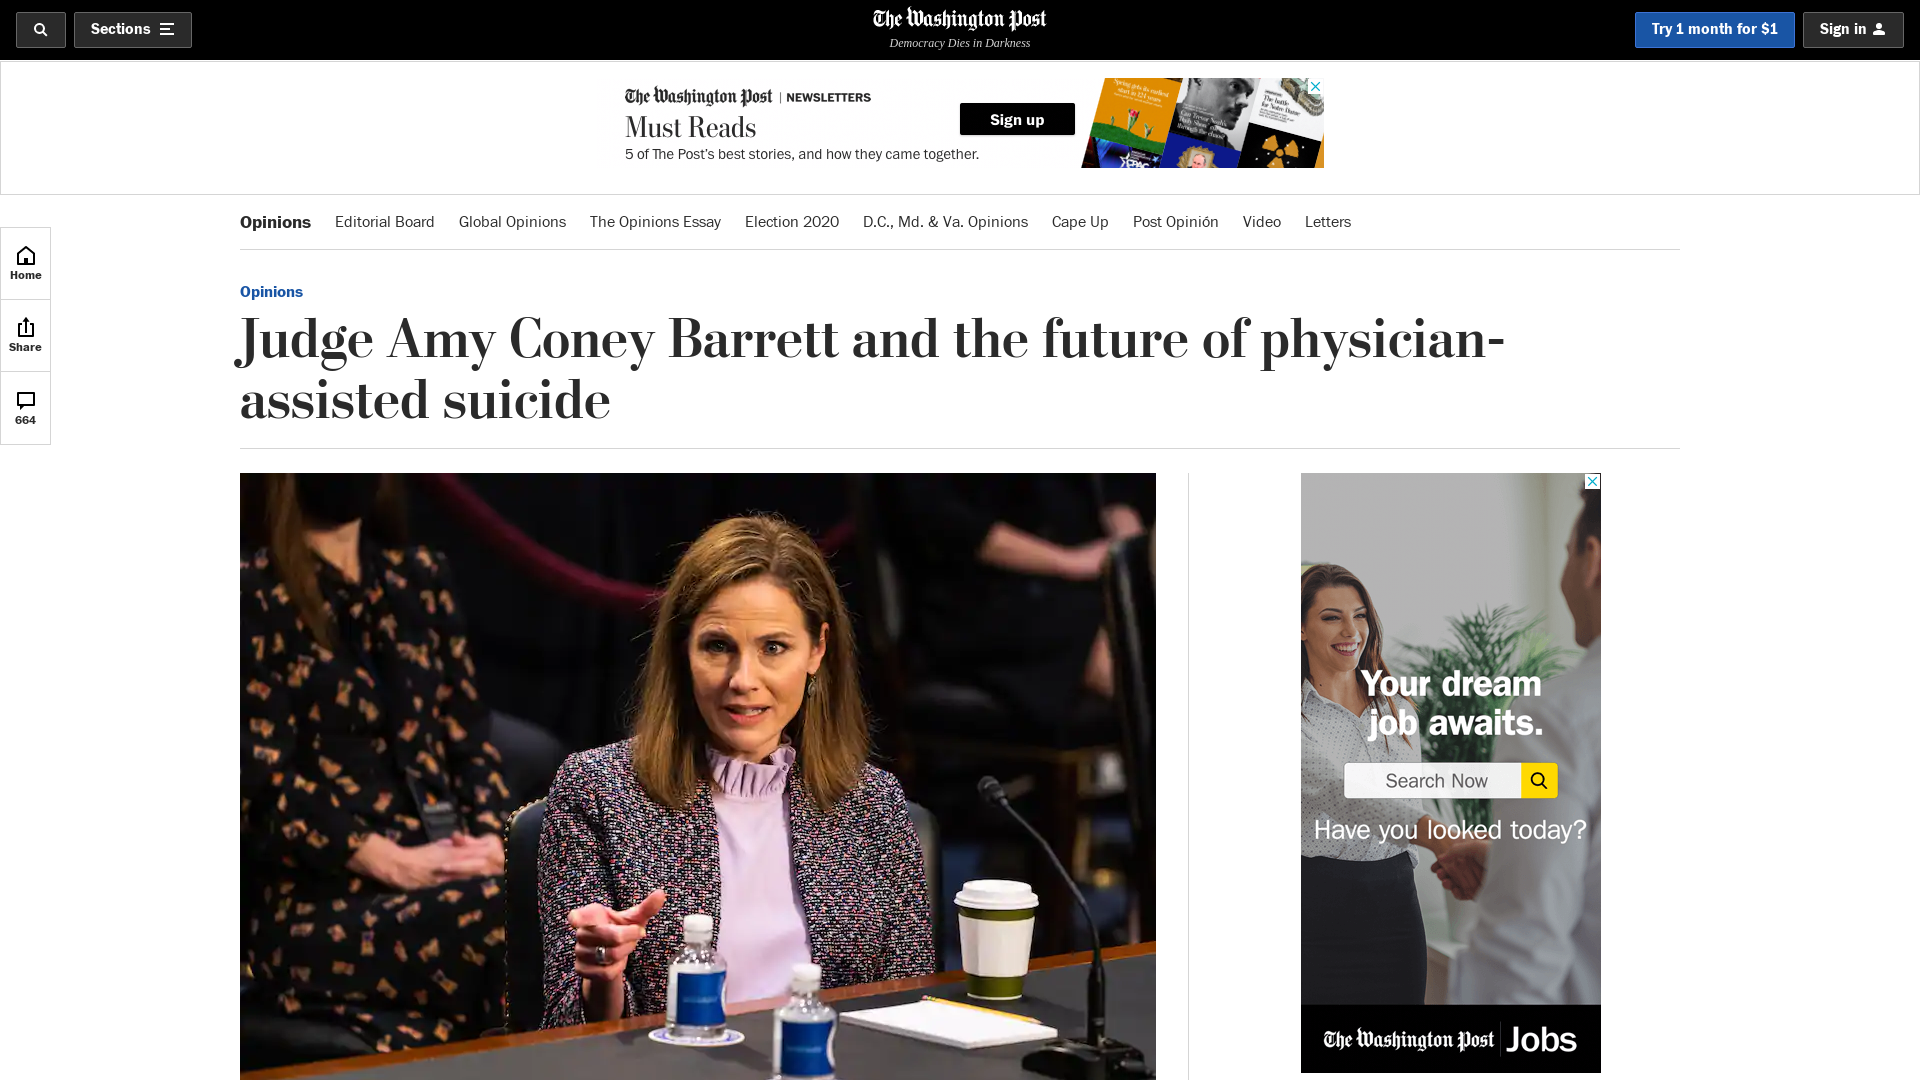 Sections
The Washington Post
Democracy Dies in Darkness
Try 1 month for $1
Sign in
The Washington Post | NEWSLETTERS
Must Reads
5 of The Post's best stories, and how they came together.
Sign up
Opinions
Editorial Board
Global Opinions
The Opinions Essay
Election 2020
D.C., Md. & Va. Opinions
Cape Up
Post Opinión
Video
Letters
Home
Share
664
Opinions
Judge Amy Coney Barrett and the future of physician-
assisted suicide
Your dream
job awaits.
Search Now
Have you looked today?
The Washington Post | Jobs